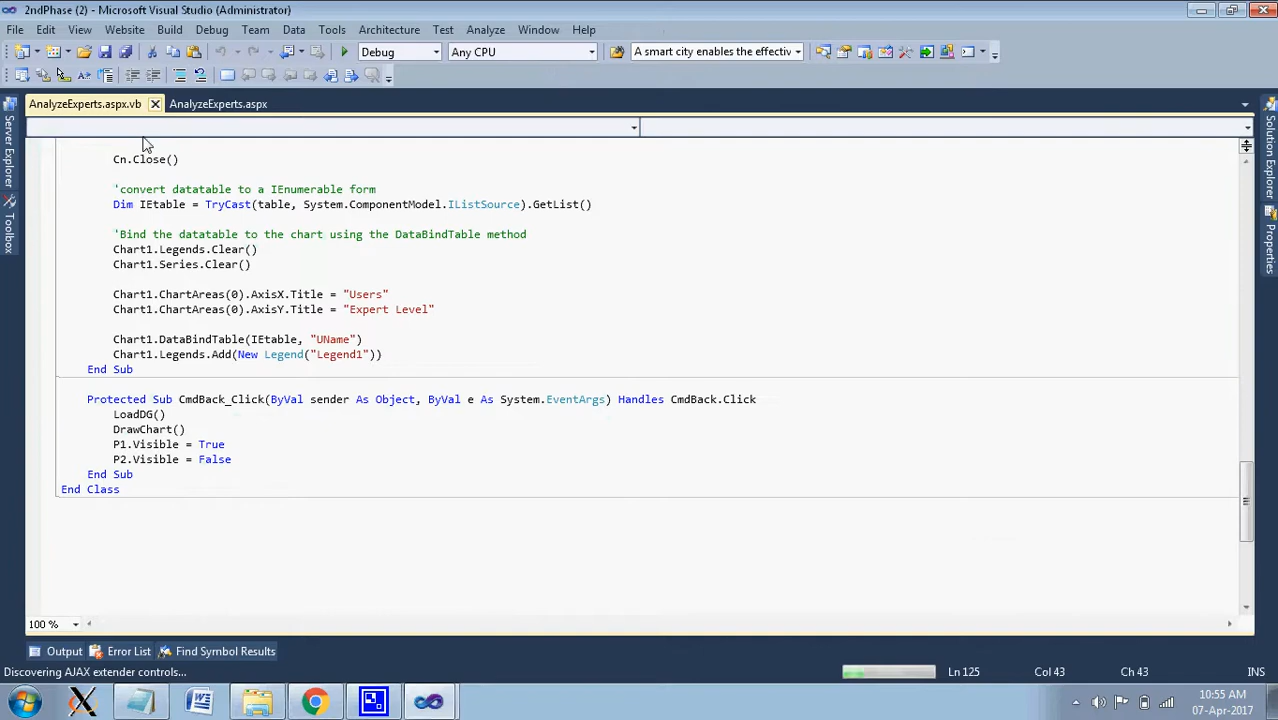 2ndPhase (2) - Microsoft Visual Studio (Administrator)
File Edit View Website Build Debug Team Data Tools Architecture Test Analyze Window Help
Debug Any CPU A smart city enables the effectiv
AnalyzeExperts.aspx.vb AnalyzeExperts.aspx
Server Explorer
Toolbox
Solution Explorer
Properties
Cn.Close()
'convert datatable to a IEnumerable form
Dim IEtable = TryCast(table, System.ComponentModel.IListSource).GetList()
'Bind the datatable to the chart using the DataBindTable method
Chart1.Legends.Clear()
Chart1.Series.Clear()
Chart1.ChartAreas(0).AxisX.Title = "Users"
Chart1.ChartAreas(0).AxisY.Title = "Expert Level"
Chart1.DataBindTable(IEtable, "UName")
Chart1.Legends.Add(New Legend("Legend1"))
End Sub
Protected Sub CmdBack_Click(ByVal sender As Object, ByVal e As System.EventArgs) Handles CmdBack.Click
LoadDG()
DrawChart()
P1.Visible = True
P2.Visible = False
End Sub
End Class
100 %
Output Error List Find Symbol Results
Discovering AJAX extender controls... Ln 125 Col 43 Ch 43 INS
10:55 AM
07-Apr-2017